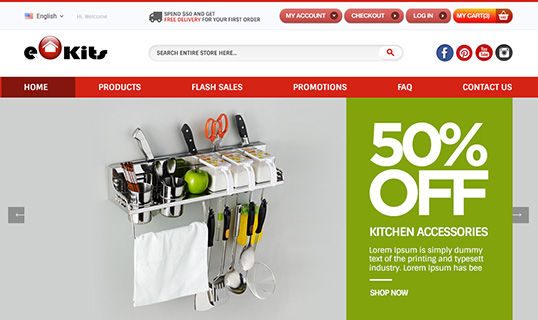 English
Hi, Welcome
SPEND $50 AND GET
FREE DELIVERY FOR YOUR FIRST ORDER
MY ACCOUNT
CHECKOUT
LOG IN
MY CART(3)
eKits
SEARCH ENTIRE STORE HERE...
HOME
PRODUCTS
FLASH SALES
PROMOTIONS
FAQ
CONTACT US
50%
OFF
KITCHEN ACCESSORIES
Lorem Ipsum is simply dummy
text of the printing and typesett
industry. Lorem Ipsum has bee
SHOP NOW